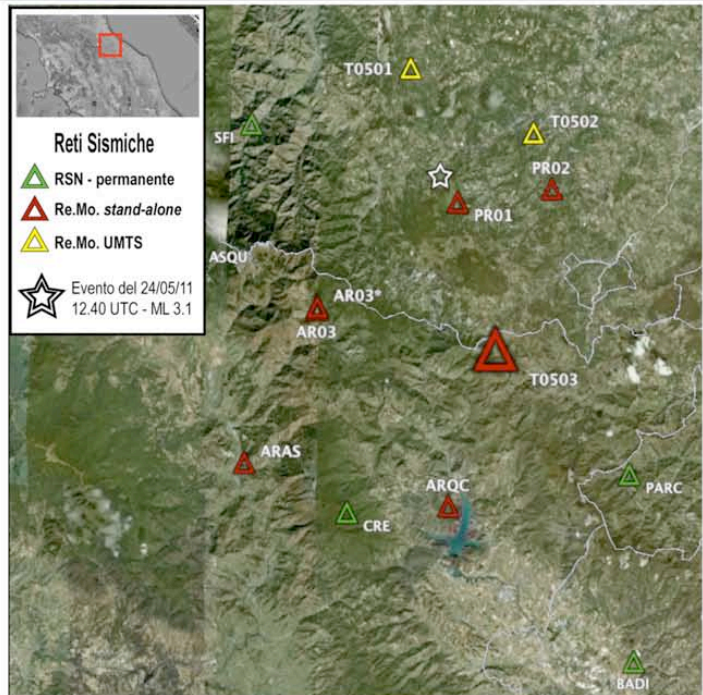 Reti Sismiche
RSN - permanente
Re.Mo. stand-alone
Re.Mo. UMTS
Evento del 24/05/11
12.40 UTC - ML 3.1
T0501
SFI
T0502
PR02
PR01
ASQU
AR03*
AR03
T0503
ARAS
ARQC
PARC
CRE
BADI